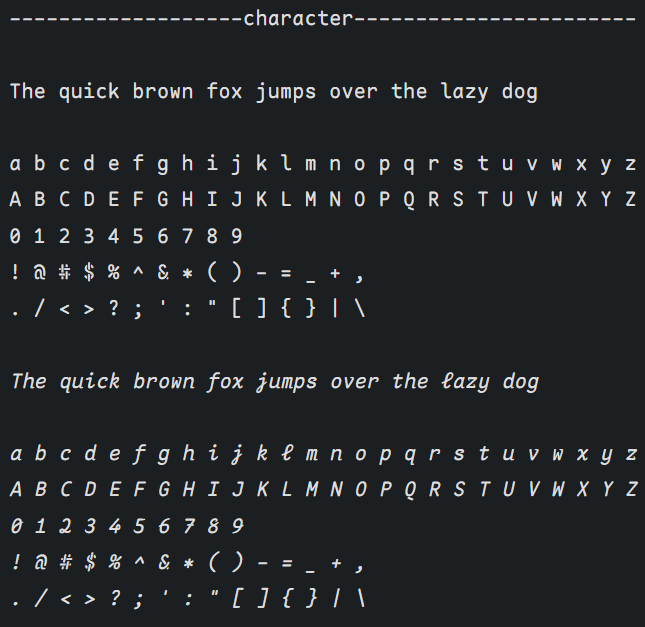 -------------------character-----------------------
The quick brown fox jumps over the lazy dog
a b c d e f g h i j k l m n o p q r s t u v w x y z
A B C D E F G H I J K L M N O P Q R S T U V W X Y Z
0 1 2 3 4 5 6 7 8 9
! @ # $ % ^ & * ( ) - = _ + ,
. / < > ? ; ' : " [ ] { } | \
The quick brown fox jumps over the lazy dog
a b c d e f g h i j k l m n o p q r s t u v w x y z
A B C D E F G H I J K L M N O P Q R S T U V W X Y Z
0 1 2 3 4 5 6 7 8 9
! @ # $ % ^ & * ( ) - = _ + ,
. / < > ? ; ' : " [ ] { } | \